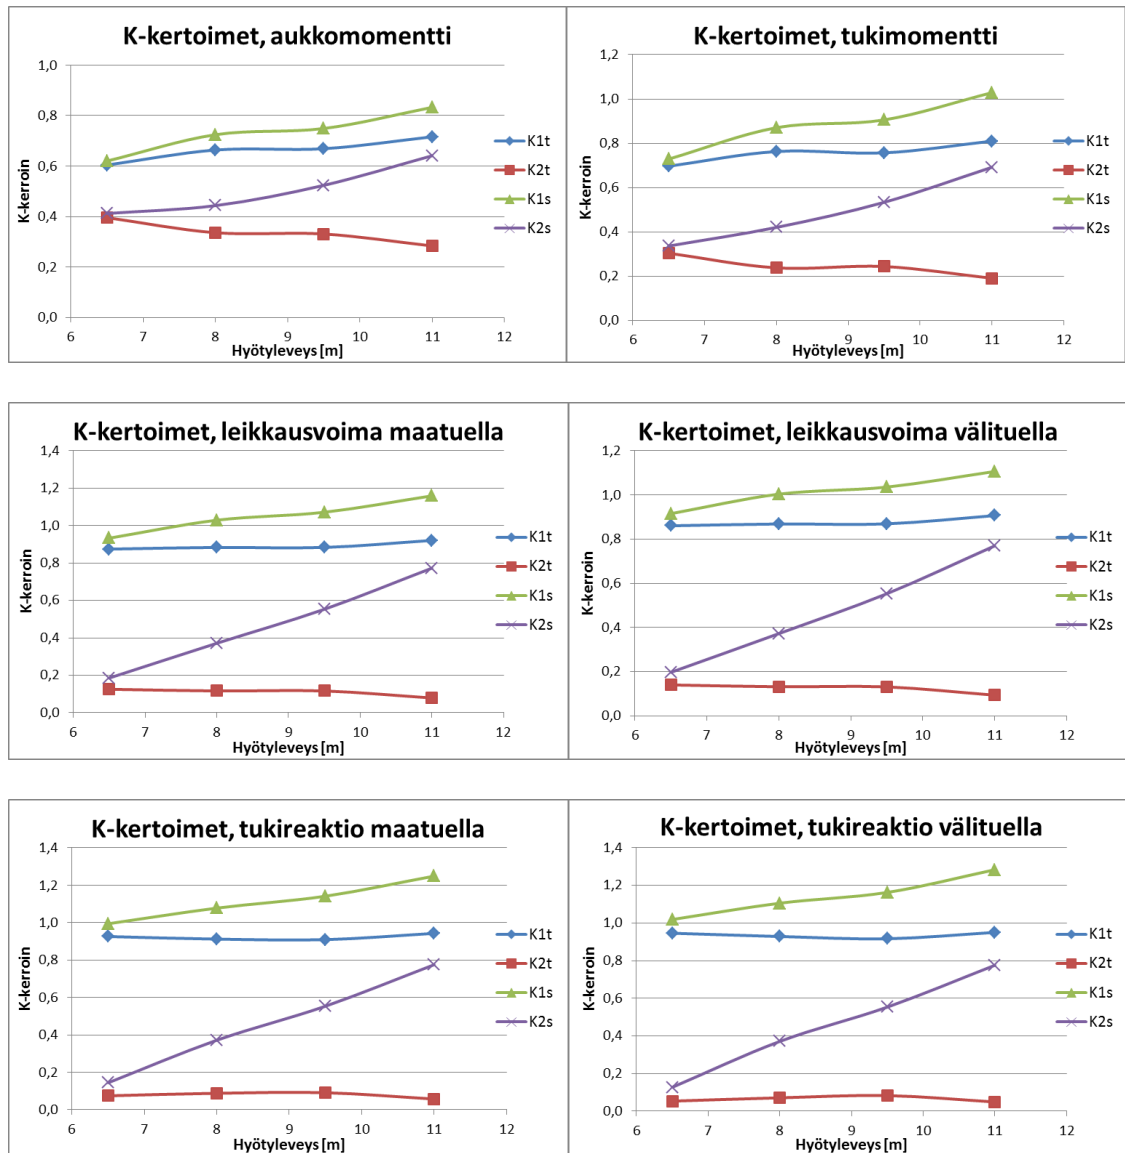 K-kertoimet, aukkomomentti
1,0
0,8
0,6
0,4
0,2
0,0
K-kerroin
6 7 8 9 10 11 12
Hyötyleveys [m]
K1t
K2t
K1s
K2s
K-kertoimet, tukimomentti
1,2
1,0
0,8
0,6
0,4
0,2
0,0
K-kerroin
6 7 8 9 10 11 12
Hyötyleveys [m]
K1t
K2t
K1s
K2s
K-kertoimet, leikkausvoima maatuella
1,4
1,2
1,0
0,8
0,6
0,4
0,2
0,0
K-kerroin
6 7 8 9 10 11 12
Hyötyleveys [m]
K1t
K2t
K1s
K2s
K-kertoimet, leikkausvoima välituella
1,2
1,0
0,8
0,6
0,4
0,2
0,0
K-kerroin
6 7 8 9 10 11 12
Hyötyleveys [m]
K1t
K2t
K1s
K2s
K-kertoimet, tukireaktio maatuella
1,4
1,2
1,0
0,8
0,6
0,4
0,2
0,0
K-kerroin
6 7 8 9 10 11 12
Hyötyleveys [m]
K1t
K2t
K1s
K2s
K-kertoimet, tukireaktio välituella
1,4
1,2
1,0
0,8
0,6
0,4
0,2
0,0
K-kerroin
6 7 8 9 10 11 12
Hyötyleveys [m]
K1t
K2t
K1s
K2s